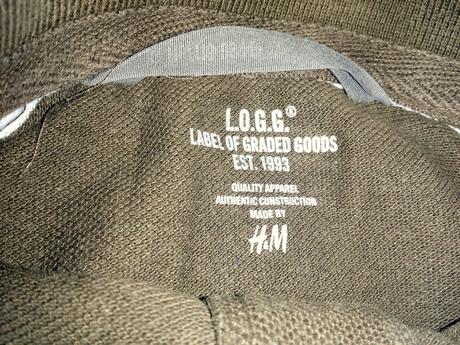 L.O.G.G.®
LABEL OF GRADED GOODS
EST. 1993
QUALITY APPAREL
AUTHENTIC CONSTRUCTION
MADE BY
H&M